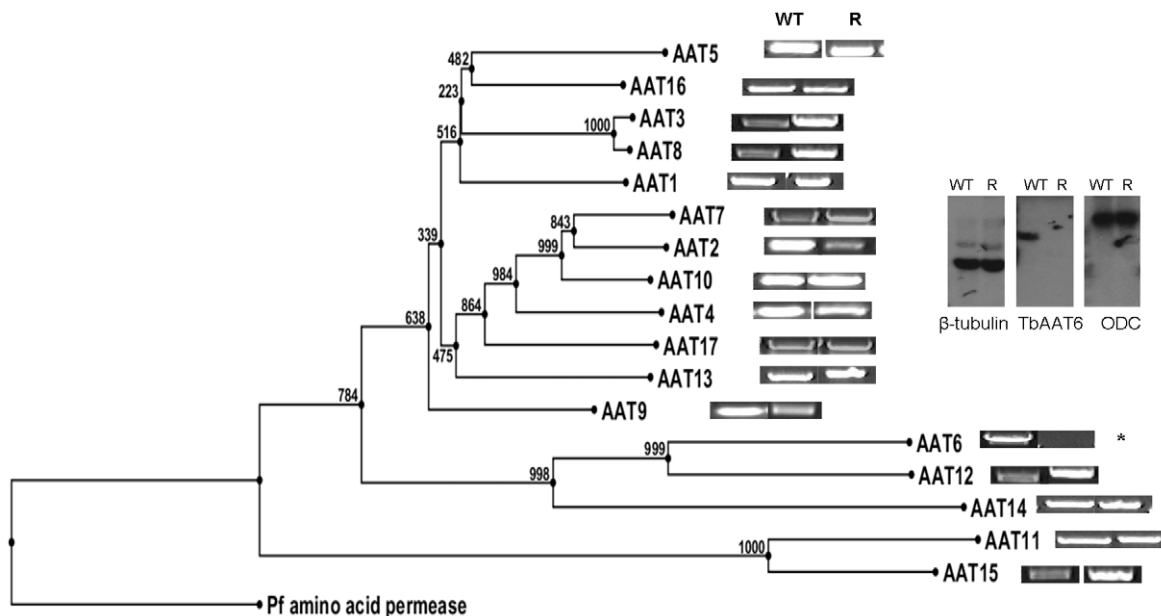 WT R
482 AAT5
AAT16
223
AAT3
1000
516 AAT8
AAT1
WT R WT R WT R
AAT7
843
339 AAT2
999
AAT10
984
AAT4
864
638 β-tubulin TbAAT6 ODC
475 AAT17
AAT13
784
AAT9
999 AAT6 *
998 AAT12
AAT14
1000 AAT11
AAT15
Pf amino acid permease